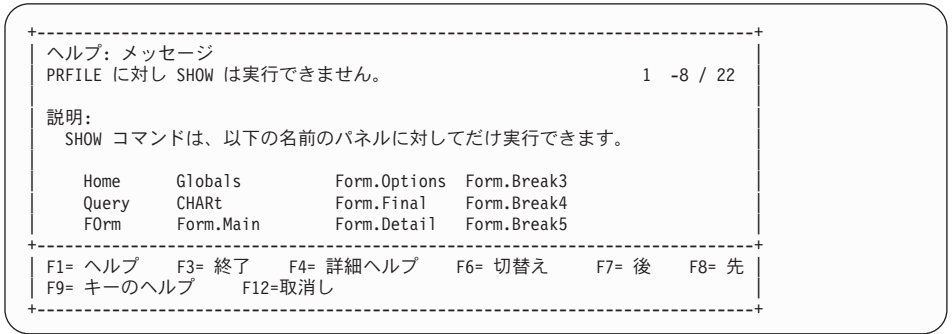 ヘルプ: メッセージ
PRFILE に対し SHOW は実行できません。 1 -8 / 22
説明:
SHOW コマンドは、以下の名前のパネルに対してだけ実行できます。
Home Globals Form.Options Form.Break3
Query CHARt Form.Final Form.Break4
FOrm Form.Main Form.Detail Form.Break5
F1= ヘルプ F3= 終了 F4= 詳細ヘルプ F6= 切替え F7= 後 F8= 先
F9= キーのヘルプ F12=取消し